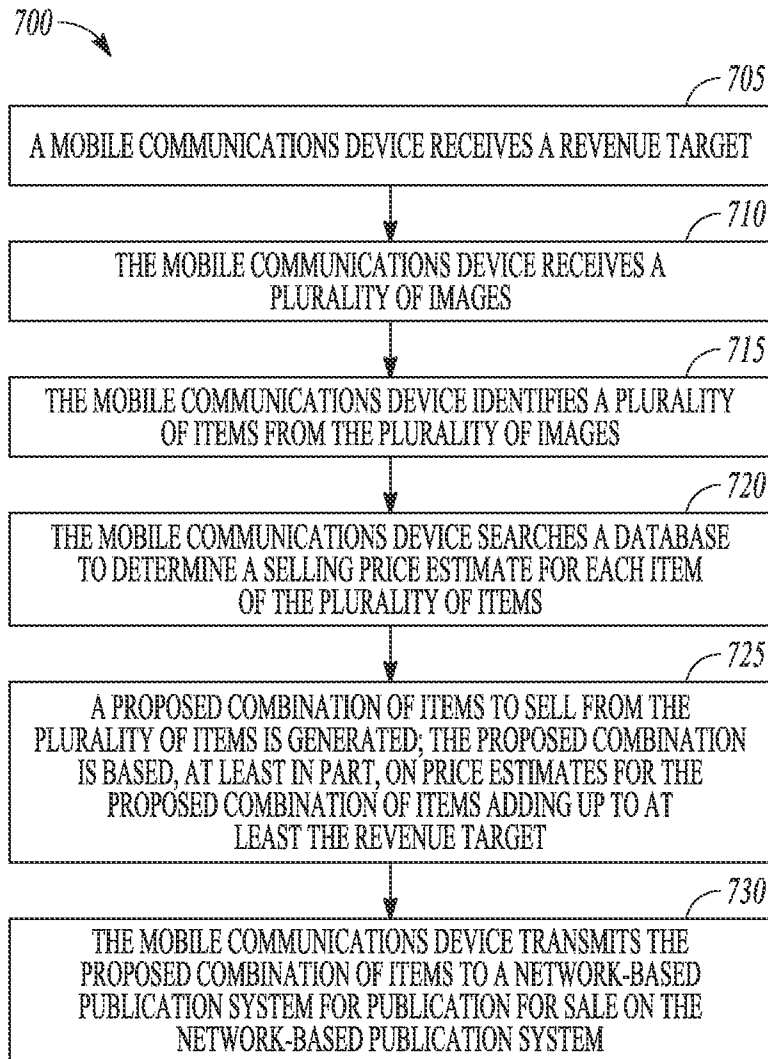 700
705
A MOBILE COMMUNICATIONS DEVICE RECEIVES A REVENUE TARGET
710
THE MOBILE COMMUNICATIONS DEVICE RECEIVES A
PLURALITY OF IMAGES
715
THE MOBILE COMMUNICATIONS DEVICE IDENTIFIES A PLURALITY
OF ITEMS FROM THE PLURALITY OF IMAGES
720
THE MOBILE COMMUNICATIONS DEVICE SEARCHES A DATABASE
TO DETERMINE A SELLING PRICE ESTIMATE FOR EACH ITEM
OF THE PLURALITY OF ITEMS
725
A PROPOSED COMBINATION OF ITEMS TO SELL FROM THE
PLURALITY OF ITEMS IS GENERATED; THE PROPOSED COMBINATION
IS BASED, AT LEAST IN PART, ON PRICE ESTIMATES FOR THE
PROPOSED COMBINATION OF ITEMS ADDING UP TO AT
LEAST THE REVENUE TARGET
730
THE MOBILE COMMUNICATIONS DEVICE TRANSMITS THE
PROPOSED COMBINATION OF ITEMS TO A NETWORK-BASED
PUBLICATION SYSTEM FOR PUBLICATION FOR SALE ON THE
NETWORK-BASED PUBLICATION SYSTEM